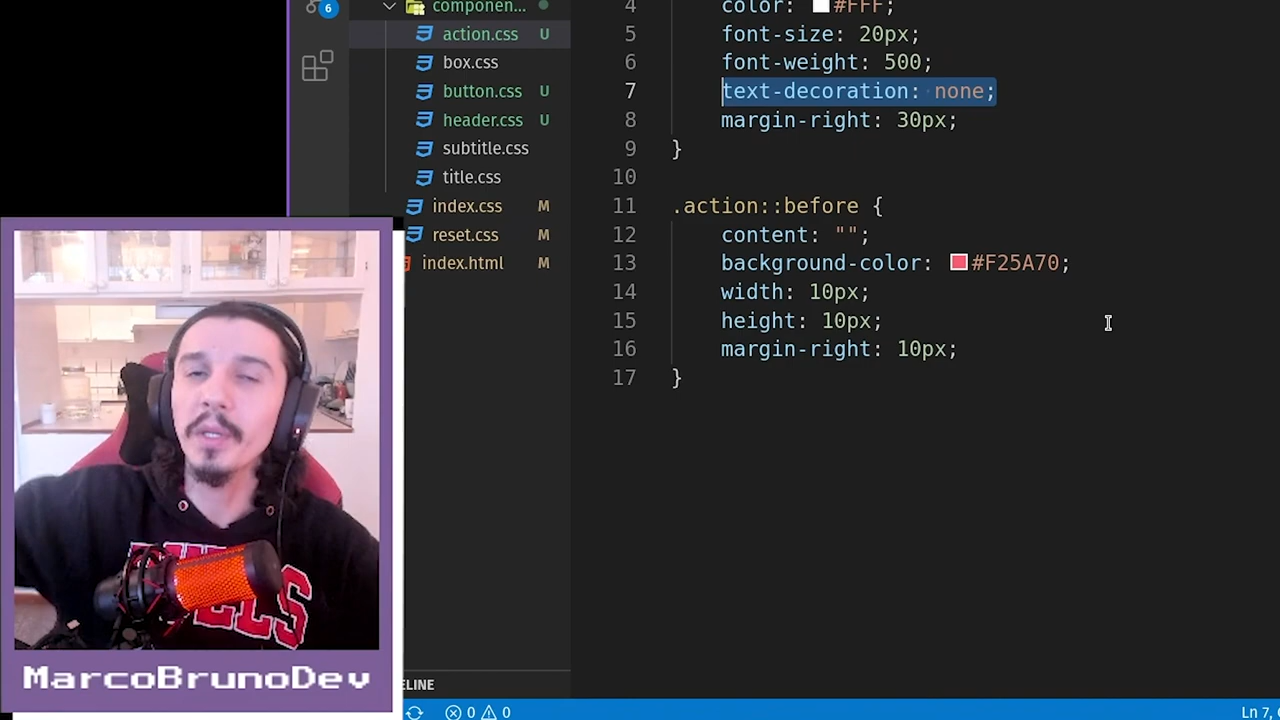 6
componen...
action.css U
box.css
button.css U
header.css U
subtitle.css
title.css
index.css M
reset.css M
index.html M
4 color: #FFF;
5 font-size: 20px;
6 font-weight: 500;
7 text-decoration: none;
8 margin-right: 30px;
9 }
10
11 .action::before {
12 content: "";
13 background-color: #F25A70;
14 width: 10px;
15 height: 10px;
16 margin-right: 10px;
17 }
MarcoBrunoDev
ELINE
0 0
Ln 7,